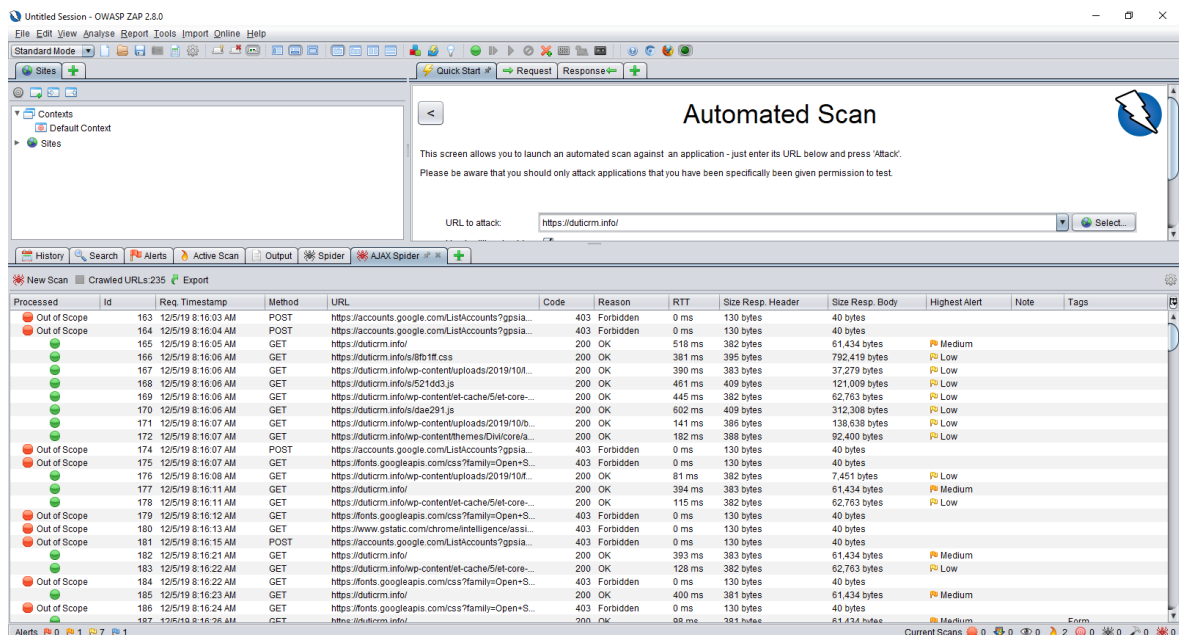 Untitled Session - OWASP ZAP 2.8.0
File Edit View Analyse Report Tools Import Online Help
Standard Mode
Sites
Quick Start Request Response
Contexts
Default Context
Sites
<
Automated Scan
This screen allows you to launch an automated scan against an application - just enter its URL below and press 'Attack'.
Please be aware that you should only attack applications that you have been specifically been given permission to test.
URL to attack: https://duticrm.info/ Select...
History Search Alerts Active Scan Output Spider AJAX Spider
New Scan Crawled URLs:235 Export
Processed Id Req. Timestamp Method URL Code Reason RTT Size Resp. Header Size Resp. Body Highest Alert Note Tags
Out of Scope 163 12/5/19 8:16:03 AM POST https://accounts.google.com/ListAccounts?gpsia... 403 Forbidden 0 ms 130 bytes 40 bytes
Out of Scope 164 12/5/19 8:16:04 AM POST https://accounts.google.com/ListAccounts?gpsia... 403 Forbidden 0 ms 130 bytes 40 bytes
165 12/5/19 8:16:05 AM GET https://duticrm.info/ 200 OK 518 ms 382 bytes 61,434 bytes Medium
166 12/5/19 8:16:06 AM GET https://duticrm.info/s/8fb1ff.css 200 OK 381 ms 395 bytes 792,419 bytes Low
167 12/5/19 8:16:06 AM GET https://duticrm.info/wp-content/uploads/2019/10/l... 200 OK 390 ms 383 bytes 37,279 bytes Low
168 12/5/19 8:16:06 AM GET https://duticrm.info/s/521dd3.js 200 OK 461 ms 409 bytes 121,009 bytes Low
169 12/5/19 8:16:06 AM GET https://duticrm.info/wp-content/et-cache/5/et-core-... 200 OK 445 ms 382 bytes 62,763 bytes Low
170 12/5/19 8:16:06 AM GET https://duticrm.info/s/dae291.js 200 OK 602 ms 409 bytes 312,308 bytes Low
171 12/5/19 8:16:07 AM GET https://duticrm.info/wp-content/uploads/2019/10/b... 200 OK 141 ms 386 bytes 138,638 bytes Low
172 12/5/19 8:16:07 AM GET https://duticrm.info/wp-content/themes/Divi/core/a... 200 OK 182 ms 388 bytes 92,400 bytes Low
Out of Scope 174 12/5/19 8:16:07 AM POST https://accounts.google.com/ListAccounts?gpsia... 403 Forbidden 0 ms 130 bytes 40 bytes
Out of Scope 175 12/5/19 8:16:07 AM GET https://fonts.googleapis.com/css?family=Open+S... 403 Forbidden 0 ms 130 bytes 40 bytes
176 12/5/19 8:16:08 AM GET https://duticrm.info/wp-content/uploads/2019/10/f... 200 OK 81 ms 382 bytes 7,451 bytes Low
177 12/5/19 8:16:11 AM GET https://duticrm.info/ 200 OK 394 ms 383 bytes 61,434 bytes Medium
178 12/5/19 8:16:11 AM GET https://duticrm.info/wp-content/et-cache/5/et-core-... 200 OK 115 ms 382 bytes 62,763 bytes Low
Out of Scope 179 12/5/19 8:16:12 AM GET https://fonts.googleapis.com/css?family=Open+S... 403 Forbidden 0 ms 130 bytes 40 bytes
Out of Scope 180 12/5/19 8:16:13 AM GET https://www.gstatic.com/chrome/intelligence/assi... 403 Forbidden 0 ms 130 bytes 40 bytes
Out of Scope 181 12/5/19 8:16:15 AM POST https://accounts.google.com/ListAccounts?gpsia... 403 Forbidden 0 ms 130 bytes 40 bytes
182 12/5/19 8:16:21 AM GET https://duticrm.info/ 200 OK 393 ms 383 bytes 61,434 bytes Medium
183 12/5/19 8:16:22 AM GET https://duticrm.info/wp-content/et-cache/5/et-core-... 200 OK 128 ms 382 bytes 62,763 bytes Low
Out of Scope 184 12/5/19 8:16:22 AM GET https://fonts.googleapis.com/css?family=Open+S... 403 Forbidden 0 ms 130 bytes 40 bytes
185 12/5/19 8:16:23 AM GET https://duticrm.info/ 200 OK 400 ms 381 bytes 61,434 bytes Medium
Out of Scope 186 12/5/19 8:16:24 AM GET https://fonts.googleapis.com/css?family=Open+S... 403 Forbidden 0 ms 130 bytes 40 bytes
187 12/5/19 8:16:26 AM GET https://duticrm.info/ 200 OK 98 ms 381 bytes 61,434 bytes Medium Form
Alerts 0 1 7 1 Current Scans 0 0 0 2 0 0 0 0